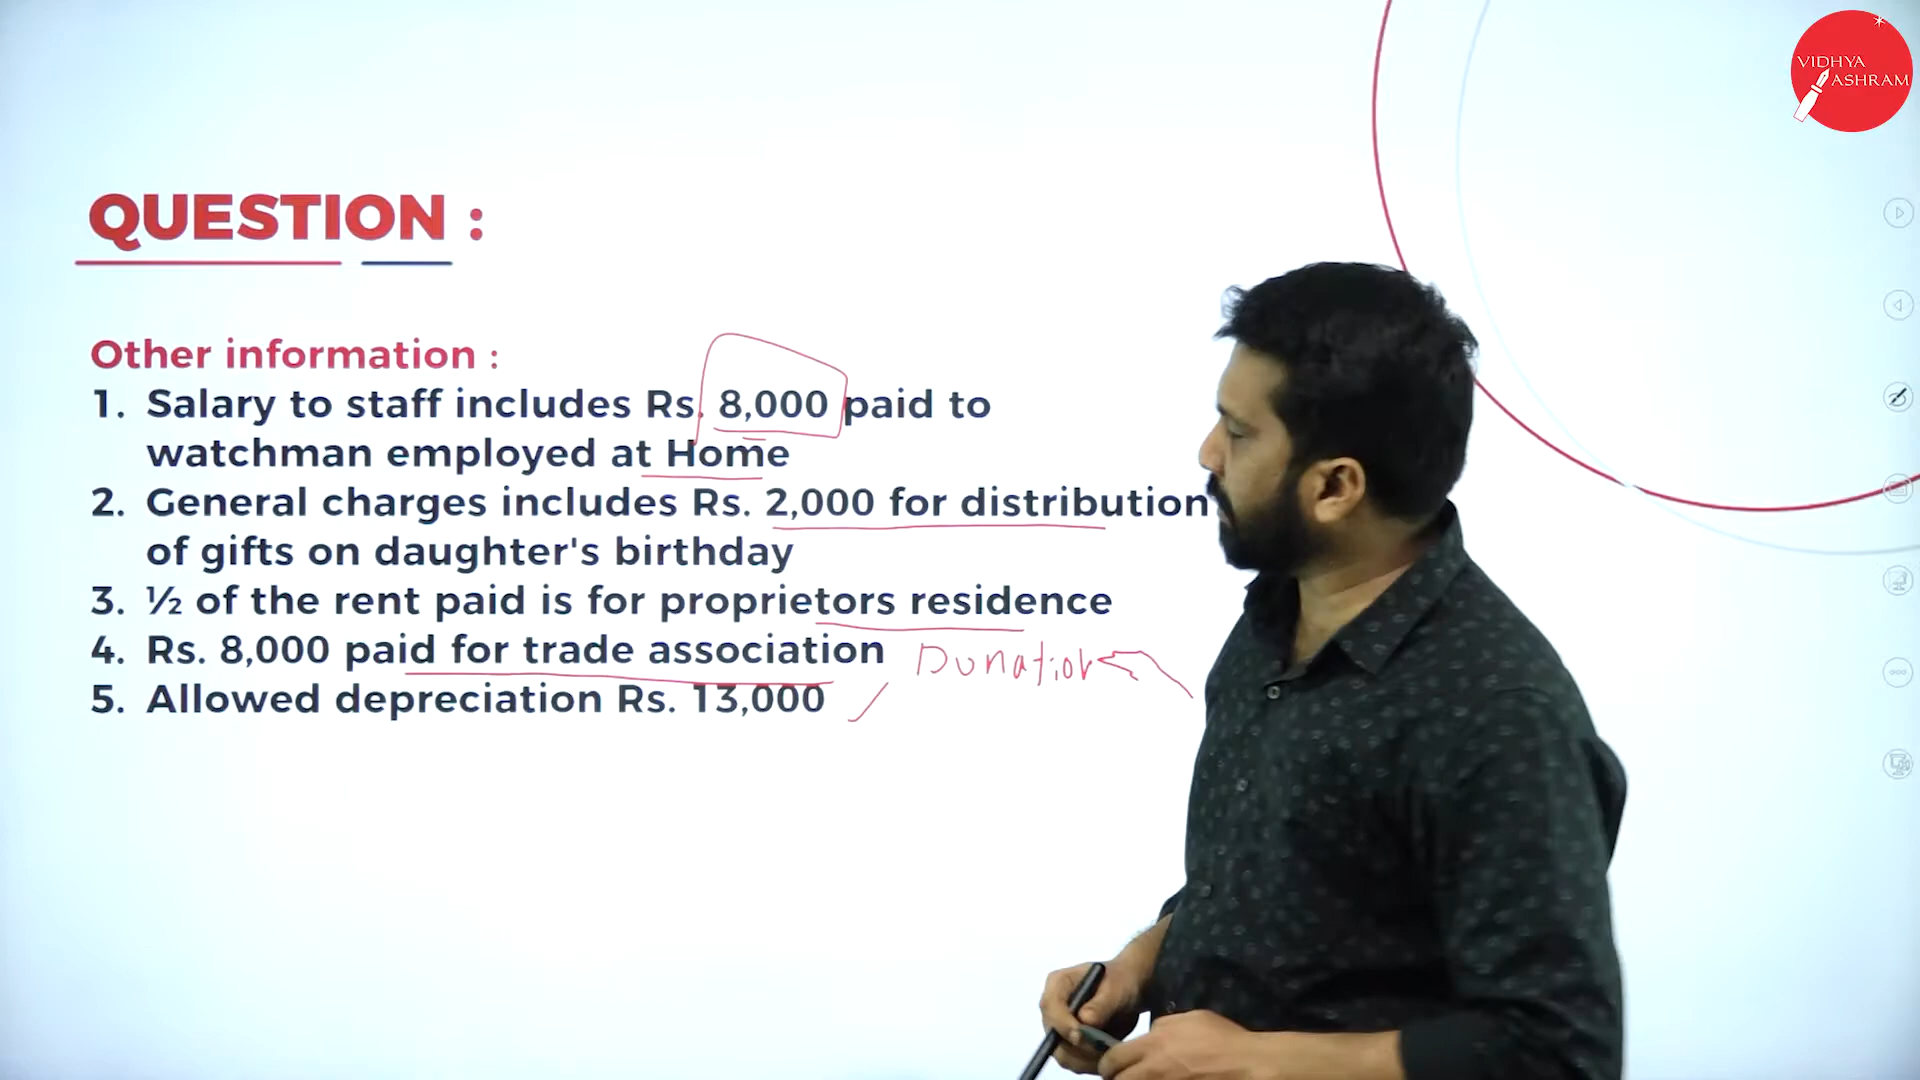 VIDHYA
ASHRAM
QUESTION :
Other information :
1. Salary to staff includes Rs. 8,000 paid to
watchman employed at Home
2. General charges includes Rs. 2,000 for distribution
of gifts on daughter's birthday
3. ½ of the rent paid is for proprietors residence
4. Rs. 8,000 paid for trade association Donation
5. Allowed depreciation Rs. 13,000